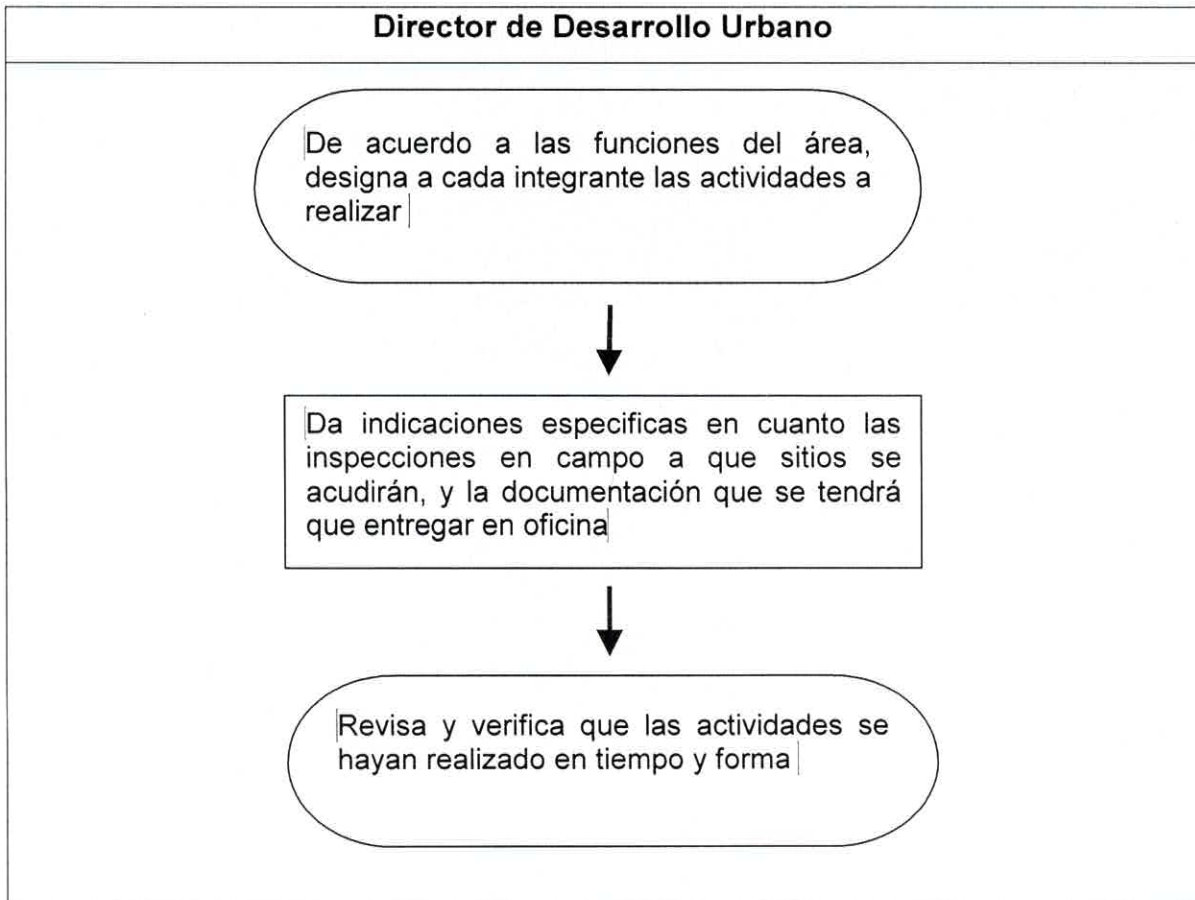 Director de Desarrollo Urbano
De acuerdo a las funciones del área,
designa a cada integrante las actividades a
realizar
Da indicaciones especificas en cuanto las
inspecciones en campo a que sitios se
acudirán, y la documentación que se tendrá
que entregar en oficina
Revisa y verifica que las actividades se
hayan realizado en tiempo y forma